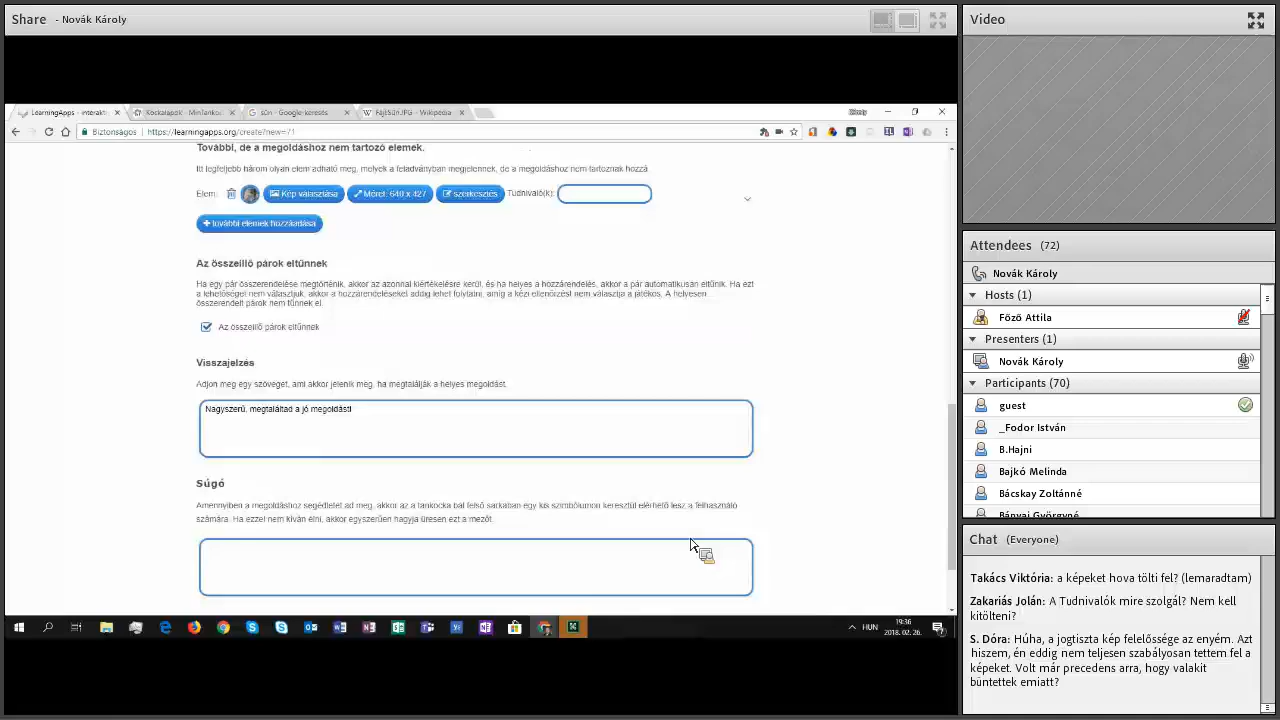 Share - Novák Károly
LearningApps - interakt
Kockalapok - MinTanko
sün - Google-keresés
Fájl:Sün.JPG - Wikipédia
Biztonságos https://learningapps.org/create?new=71
További, de a megoldáshoz nem tartozó elemek.
Itt legfeljebb három olyan elem adható meg, melyek a feladványban megjelennek, de a megoldáshoz nem tartoznak hozzá
Elem: Kép választása Méret: 640 x 427 szerkesztés Tudnivaló(k):
+ további elemek hozzáadása
Az összeillő párok eltűnnek
Ha egy pár összerendelése megtörténik, akkor az azonnal kiértékelésre kerül, és ha helyes a hozzárendelés, akkor a pár automatikusan eltűnik. Ha ezt
a lehetőséget nem választjuk, akkor a hozzárendeléseket addig lehet folytatni, amíg a kézi ellenőrzést nem választja a játékos. A helyesen
összerendelt párok nem tűnnek el.
Az összeillő párok eltűnnek
Visszajelzés
Adjon meg egy szöveget, ami akkor jelenik meg, ha megtalálják a helyes megoldást.
Nagyszerű, megtaláltad a jó megoldást!
Súgó
Amennyiben a megoldáshoz segédletet ad meg, akkor az a tankocka bal felső sarkában egy kis szimbólumon keresztül elérhető lesz a felhasználó
számára. Ha ezzel nem kíván élni, akkor egyszerűen hagyja üresen ezt a mezőt.
HUN
19:36
2018. 02. 26.
Video
Attendees (72)
Novák Károly
Hosts (1)
Főző Attila
Presenters (1)
Novák Károly
Participants (70)
guest
_Fodor István
B.Hajni
Bajkó Melinda
Bácskay Zoltánné
Bányai Györgyné
Chat (Everyone)
Takács Viktória: a képeket hova tölti fel? (lemaradtam)
Zakariás Jolán: A Tudnivalók mire szolgál? Nem kell
kitölteni?
S. Dóra: Húha, a jogtiszta kép felelőssége az enyém. Azt
hiszem, én eddig nem teljesen szabályosan tettem fel a
képeket. Volt már precedens arra, hogy valakit
büntettek emiatt?